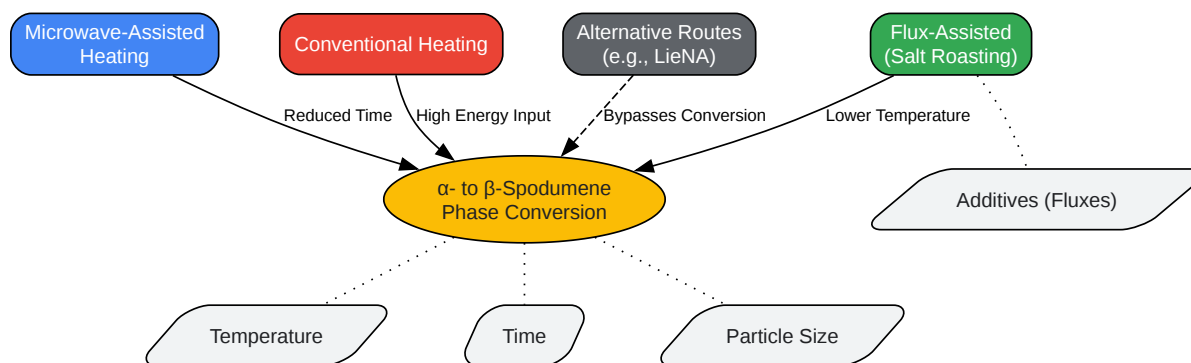 Microwave-Assisted
Heating
Conventional Heating
Alternative Routes
(e.g., LieNA)
Flux-Assisted
(Salt Roasting)
Reduced Time
High Energy Input
Bypasses Conversion
Lower Temperature
α- to β-Spodumene
Phase Conversion
Additives (Fluxes)
Temperature
Time
Particle Size